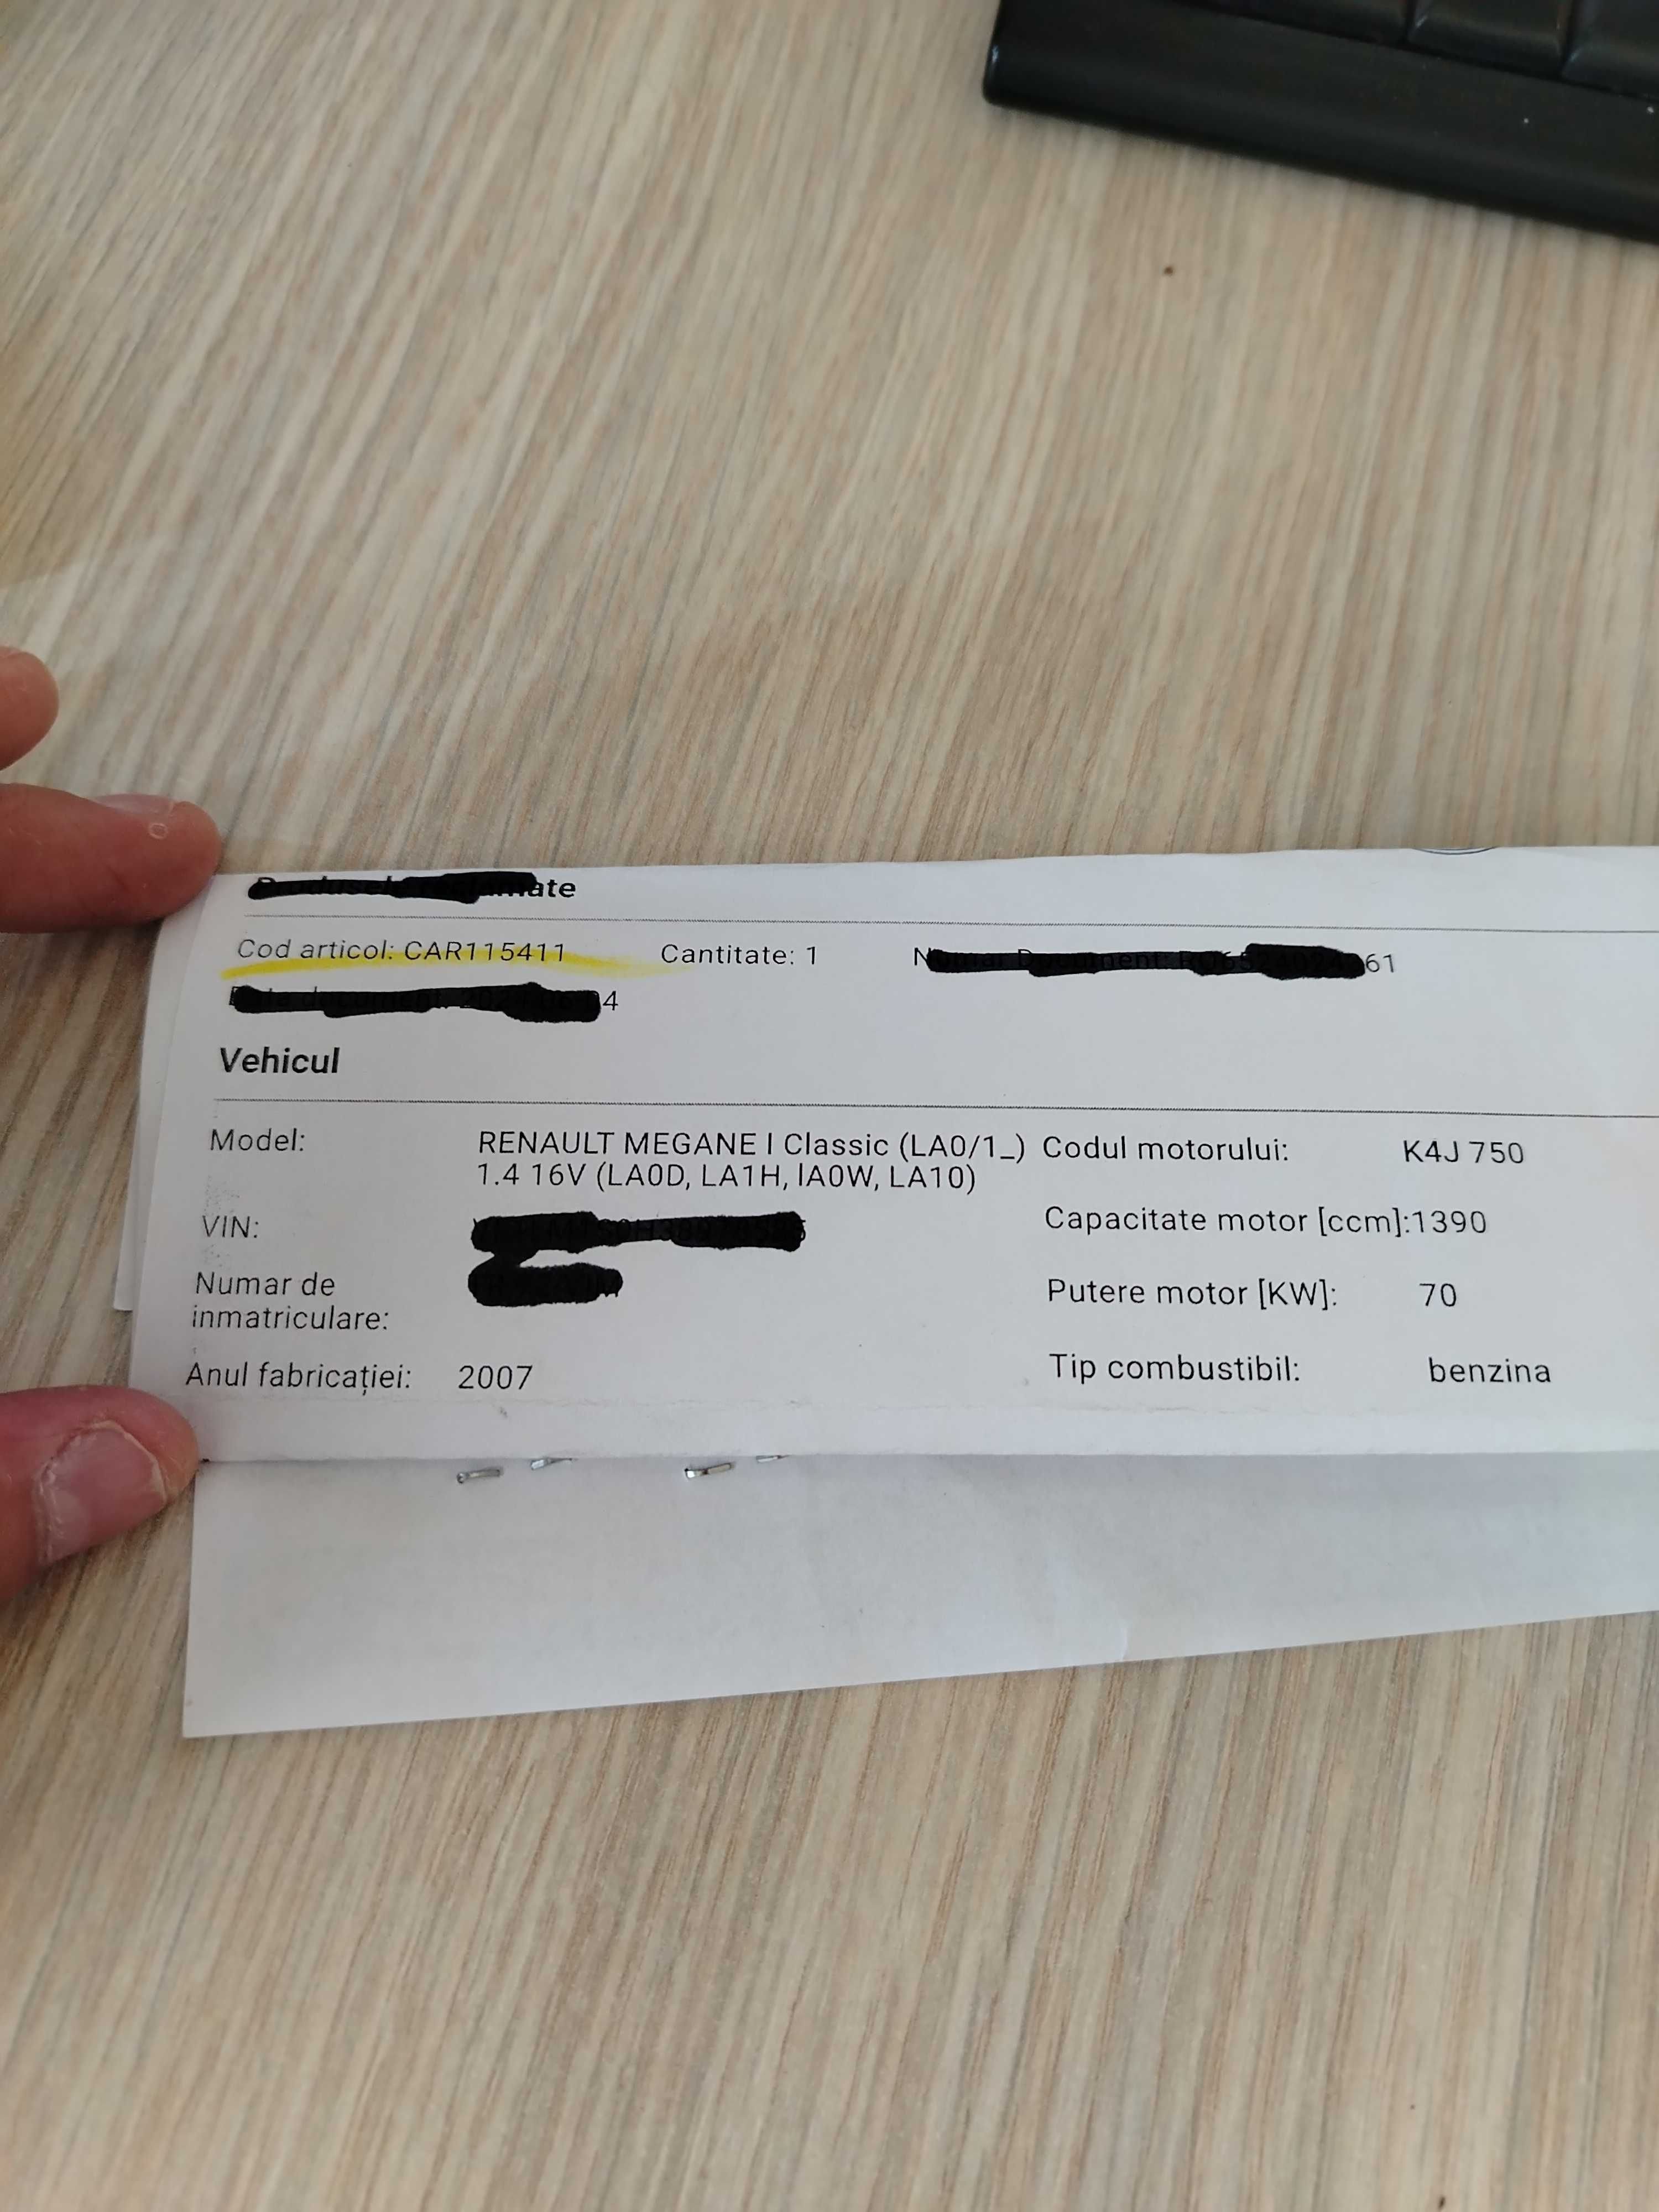 Cod articol: CAR115411 Cantitate: 1 61
4
Vehicul
Model: RENAULT MEGANE I Classic (LA0/1_) Codul motorului: K4J 750
1.4 16V (LA0D, LA1H, lA0W, LA10)
VIN: Capacitate motor [ccm]:1390
Numar de
inmatriculare: Putere motor [KW]: 70
Anul fabricației: 2007 Tip combustibil: benzina